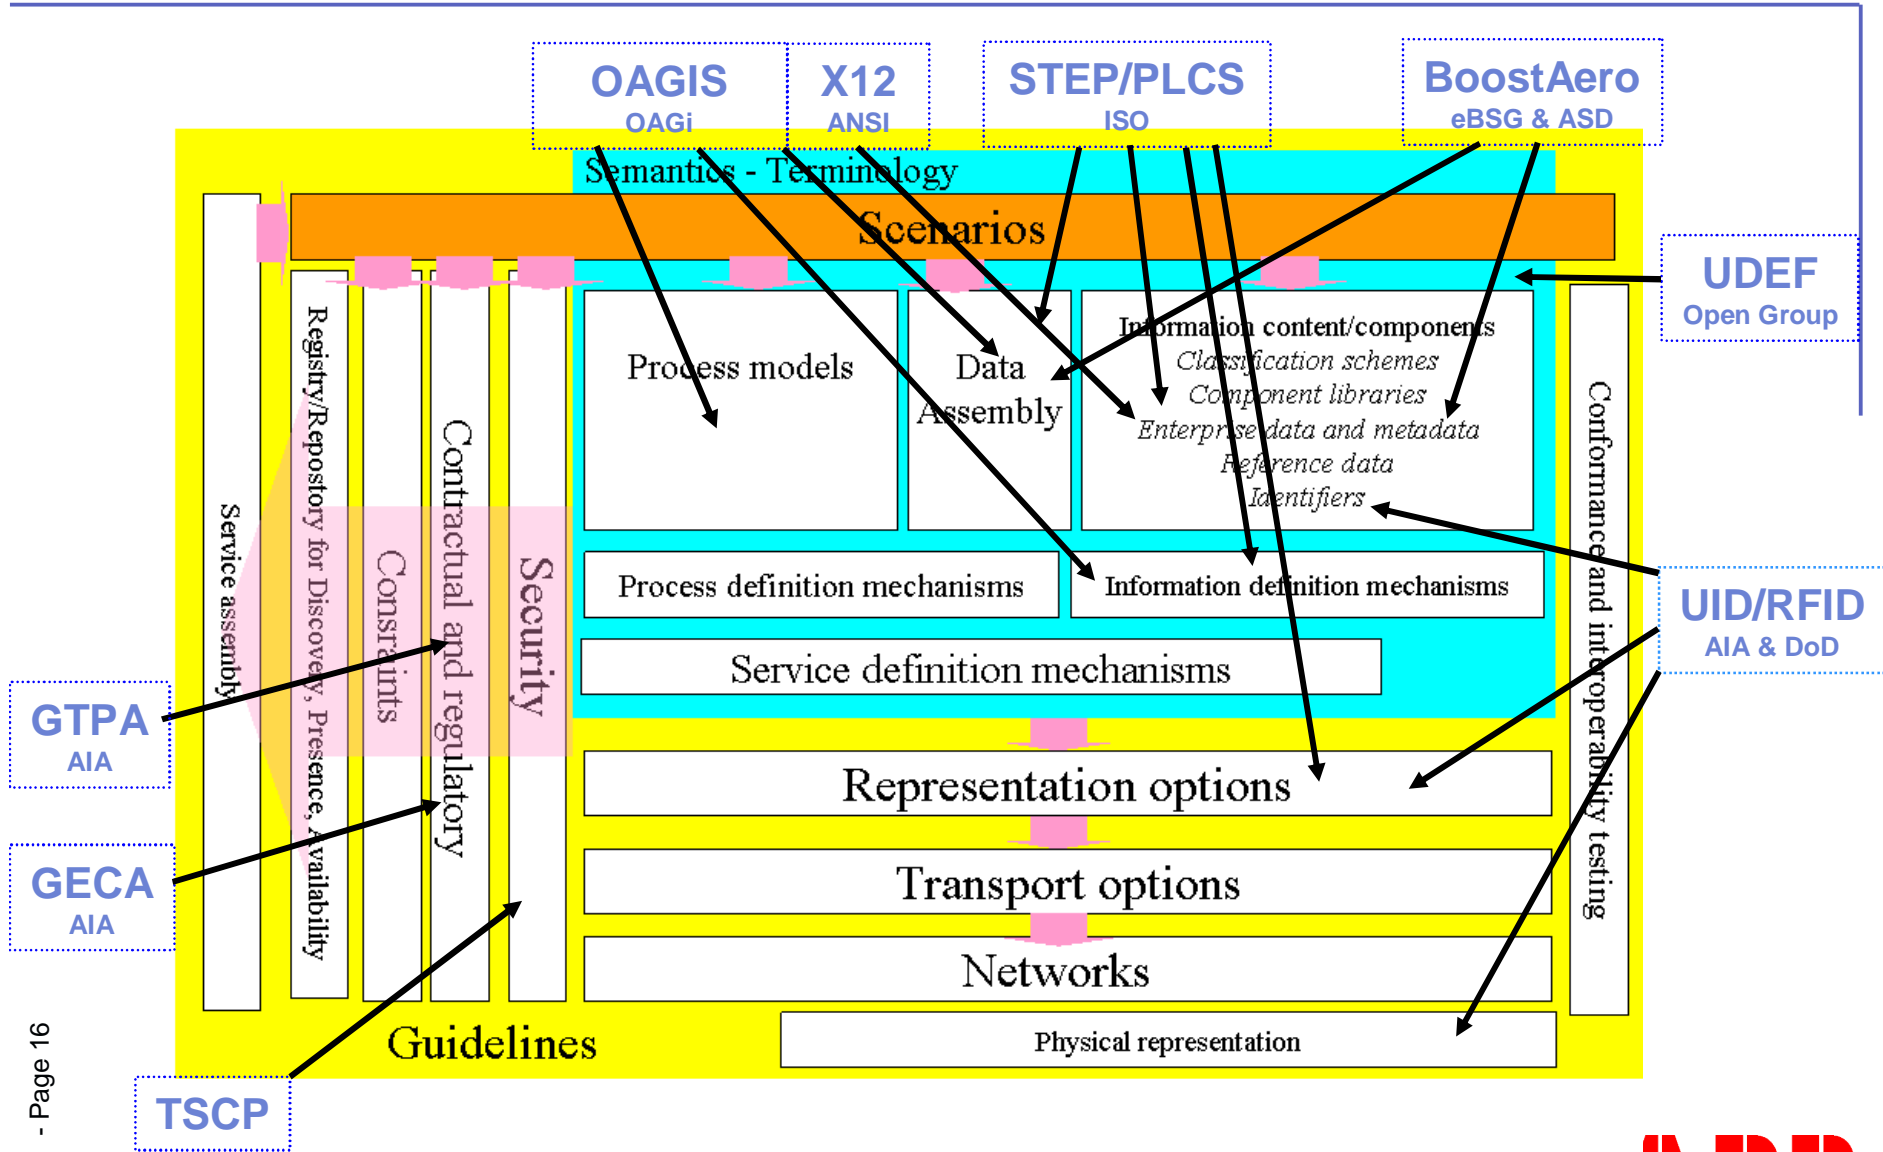 OAGIS
OAGi
X12
ANSI
STEP/PLCS
ISO
BoostAero
eBSG & ASD
Semantics - Terminology
Scenarios
UDEF
Open Group
Process models
Data
Assembly
Information content/components
Classification schemes
Component libraries
Enterprise data and metadata
Reference data
Identifiers
Service assembly
Registry/Repostory for Discovery, Presence, Availability
Consraints
Contractual and regulatory
Security
Conformance and interoperability testing
Process definition mechanisms
Information definition mechanisms
Service definition mechanisms
UID/RFID
AIA & DoD
GTPA
AIA
Representation options
GECA
AIA
Transport options
Networks
Guidelines
Physical representation
TSCP
- Page 16